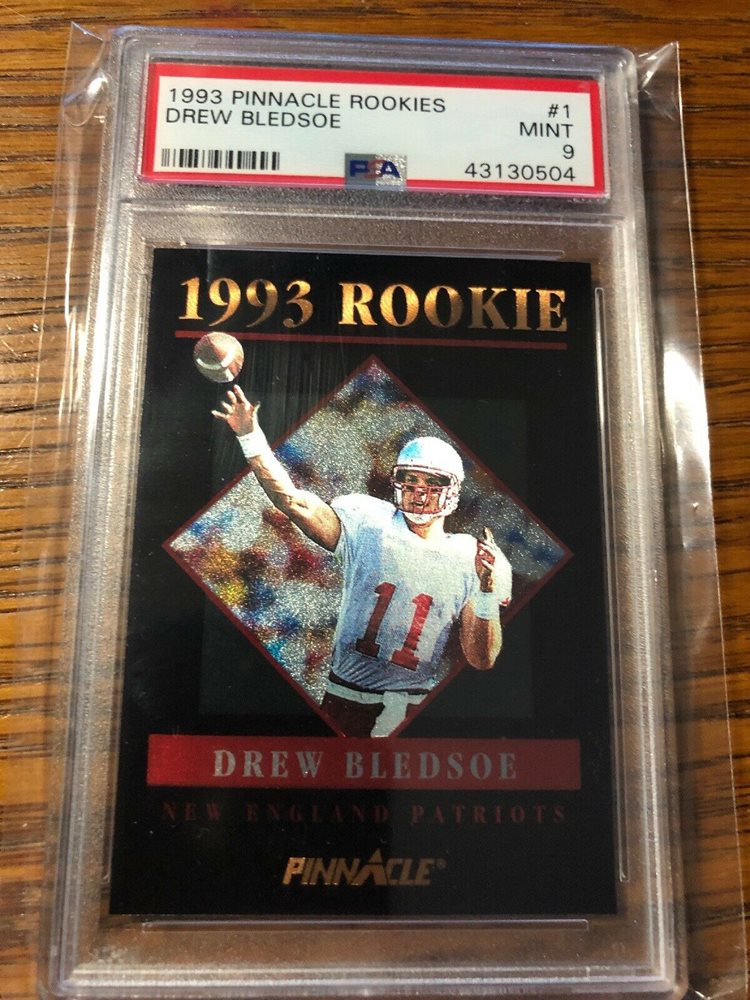 1993 PINNACLE ROOKIES #1
DREW BLEDSOE MINT
9
PSA 43130504
1993 ROOKIE
11
DREW BLEDSOE
NEW ENGLAND PATRIOTS
PINNACLE®